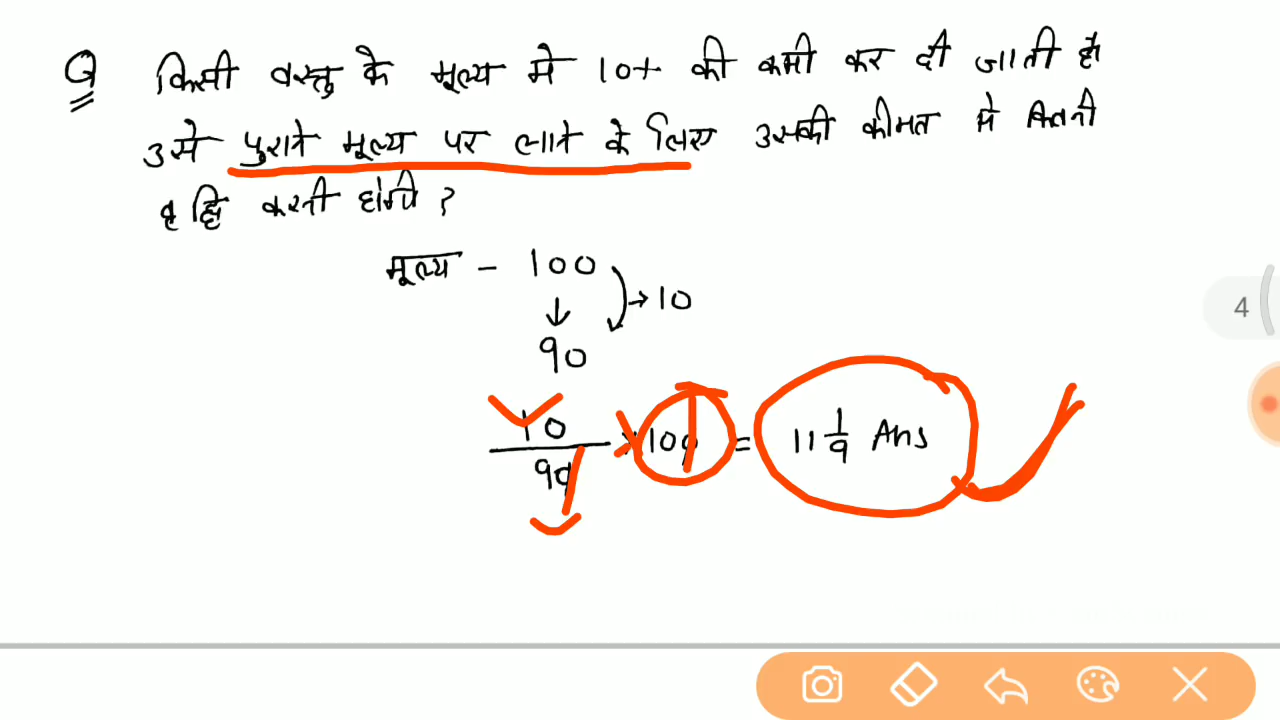 Q किसी वस्तु के मूल्य मे 10% की कमी कर दी जाती है
उसे पुराने मूल्य पर लाने के लिए उसकी कीमत मे कितनी
वृद्धि करनी होगी ?
मूल्य - 100
↓ → 10
90
10/90 × 100 = 11 1/9 Ans
4